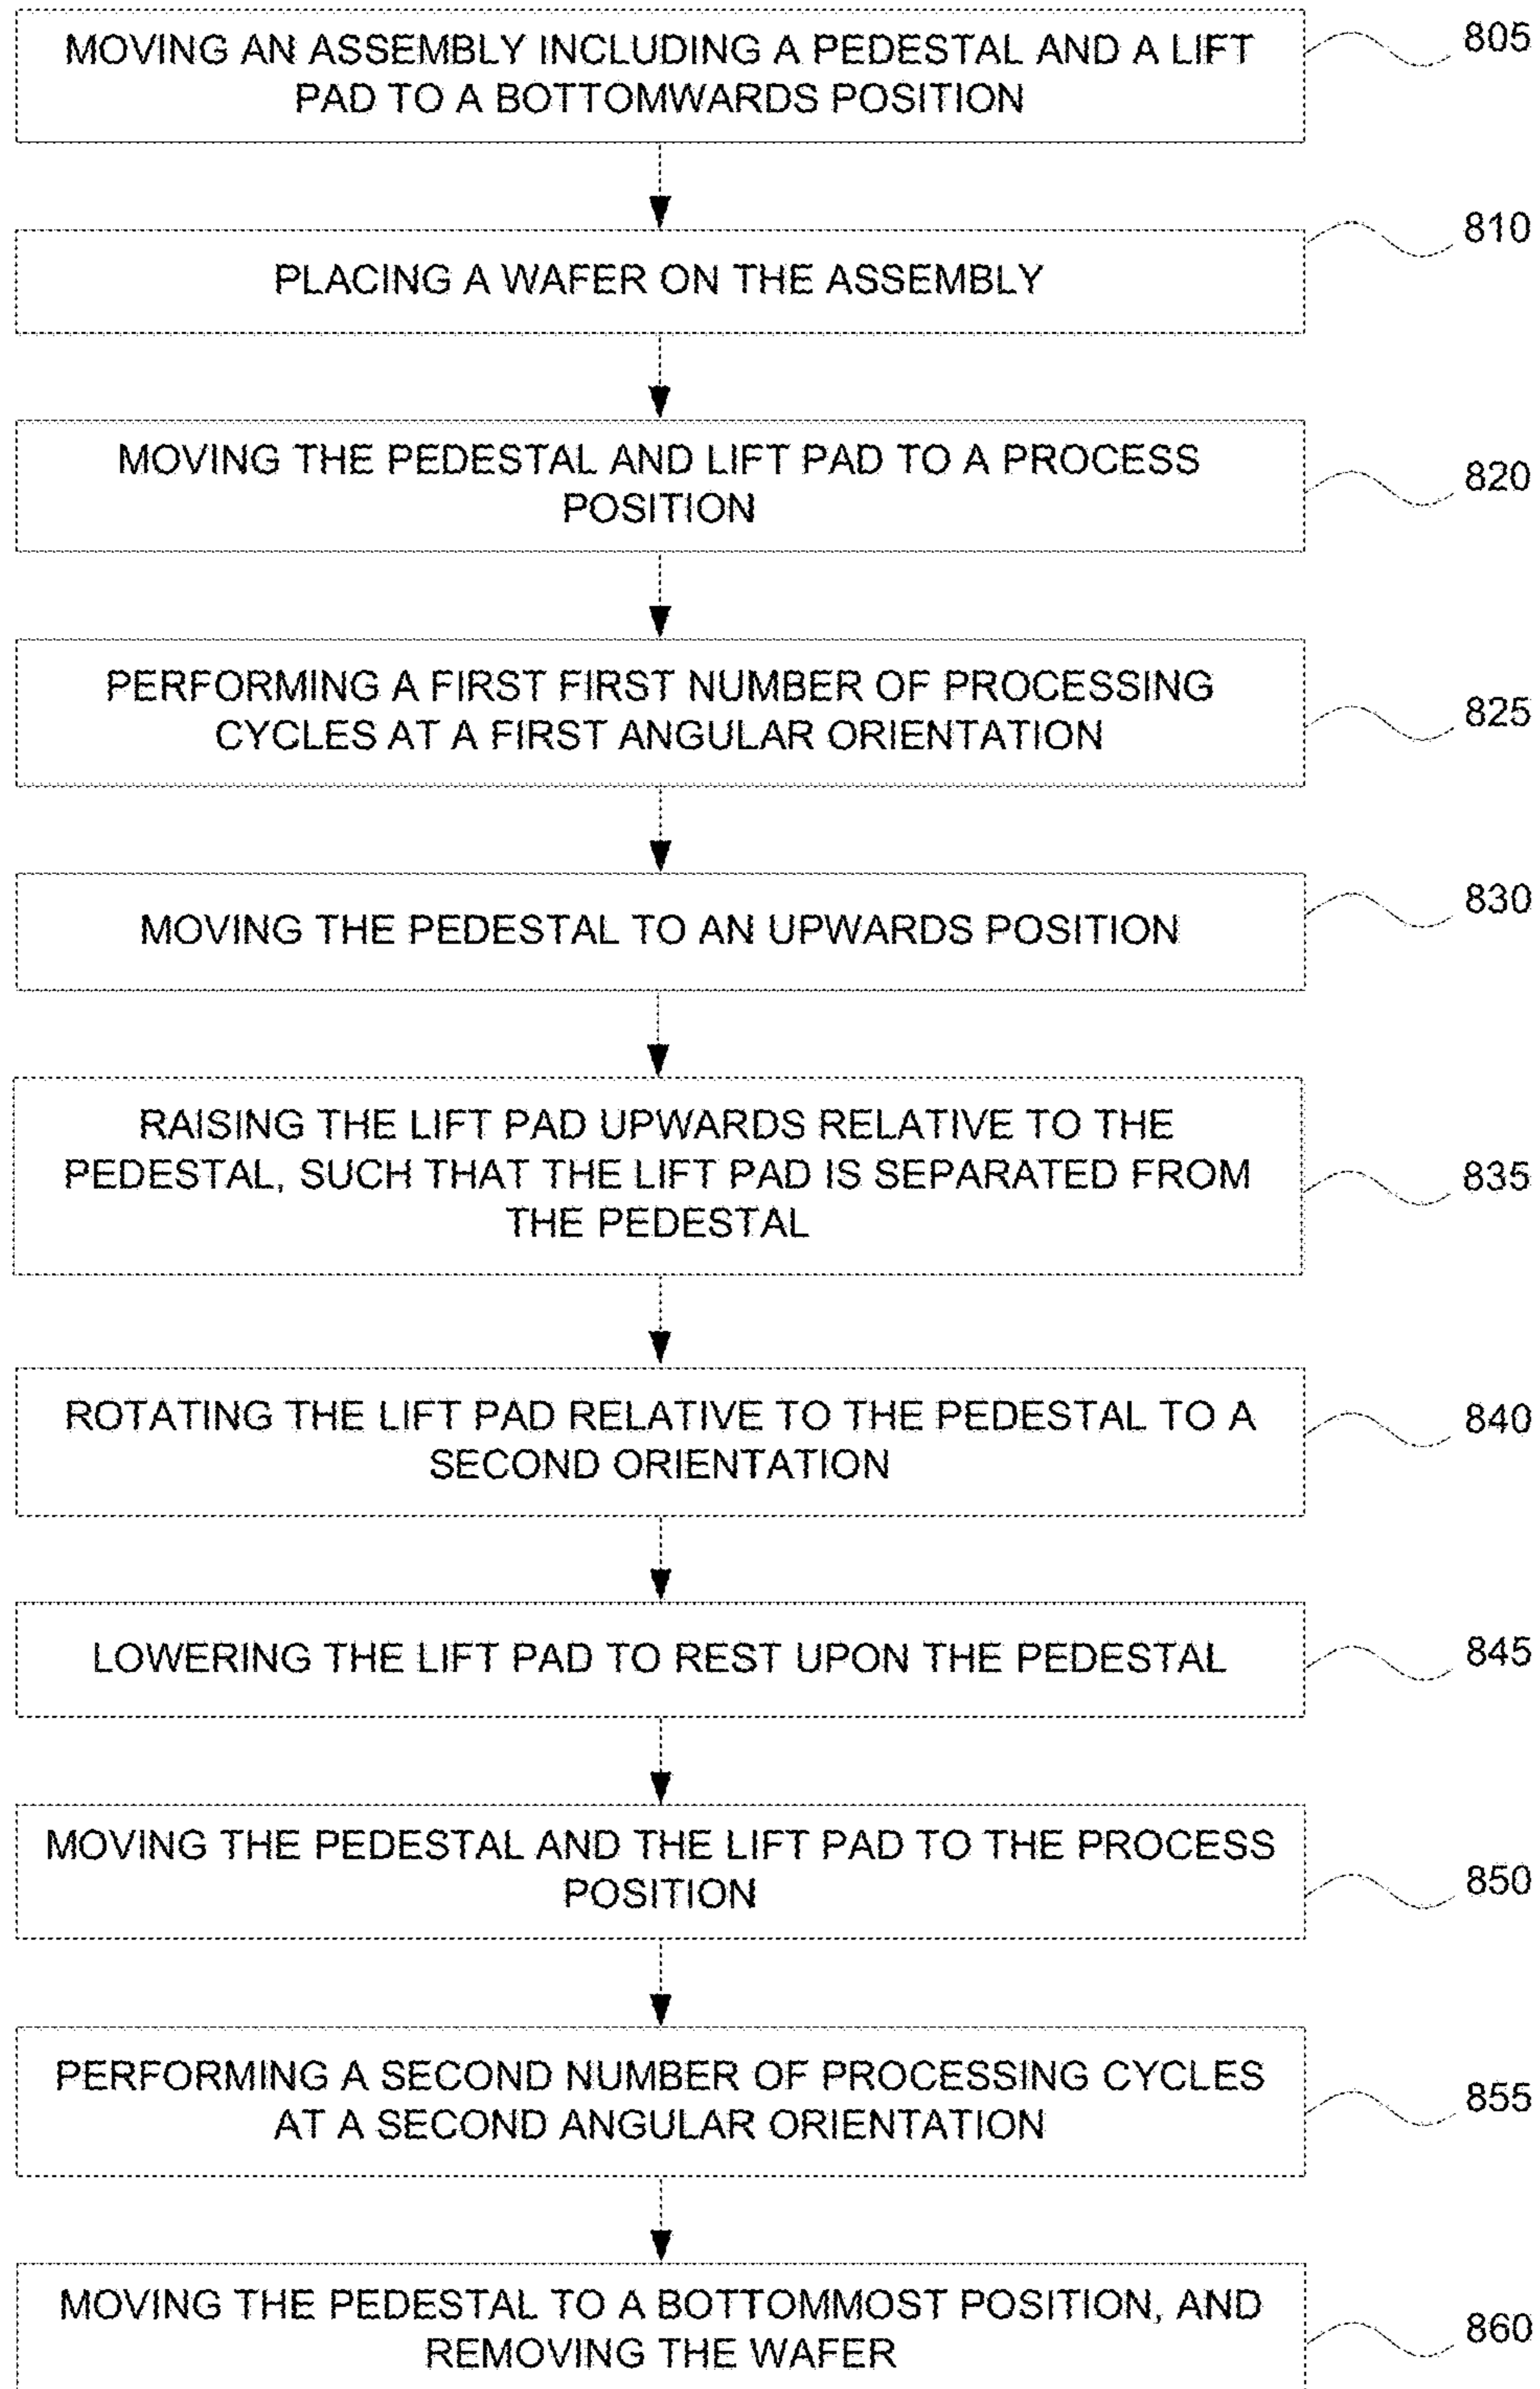 MOVING AN ASSEMBLY INCLUDING A PEDESTAL AND A LIFT
PAD TO A BOTTOMWARDS POSITION
805
PLACING A WAFER ON THE ASSEMBLY
810
MOVING THE PEDESTAL AND LIFT PAD TO A PROCESS
POSITION
820
PERFORMING A FIRST FIRST NUMBER OF PROCESSING
CYCLES AT A FIRST ANGULAR ORIENTATION
825
MOVING THE PEDESTAL TO AN UPWARDS POSITION
830
RAISING THE LIFT PAD UPWARDS RELATIVE TO THE
PEDESTAL, SUCH THAT THE LIFT PAD IS SEPARATED FROM
THE PEDESTAL
835
ROTATING THE LIFT PAD RELATIVE TO THE PEDESTAL TO A
SECOND ORIENTATION
840
LOWERING THE LIFT PAD TO REST UPON THE PEDESTAL
845
MOVING THE PEDESTAL AND THE LIFT PAD TO THE PROCESS
POSITION
850
PERFORMING A SECOND NUMBER OF PROCESSING CYCLES
AT A SECOND ANGULAR ORIENTATION
855
MOVING THE PEDESTAL TO A BOTTOMMOST POSITION, AND
REMOVING THE WAFER
860